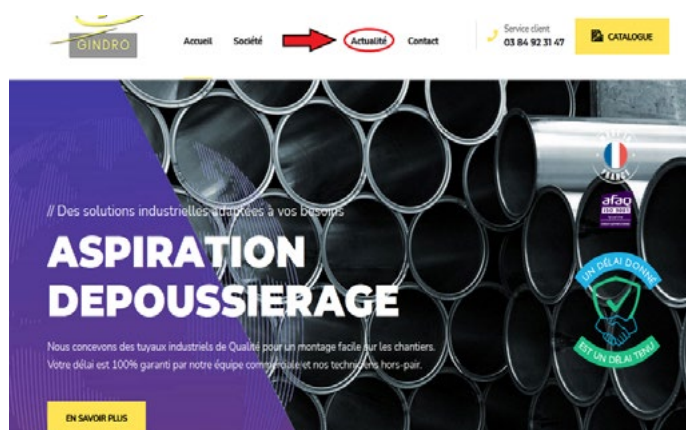 GINDRO
Accueil Société Actualité Contact
Service client
03 84 92 31 47
CATALOGUE
FRANCE
// Des solutions industrielles adaptées à vos besoins
afaq
ISO 9001
ASPIRATION
DEPOUSSIERAGE
UN DÉLAI DONNÉ
EST UN DÉLAI TENU
Nous concevons des tuyaux industriels de Qualité pour un montage facile sur les chantiers.
Votre délai est 100% garanti par notre équipe commerciale et nos techniciens hors-pair.
EN SAVOIR PLUS